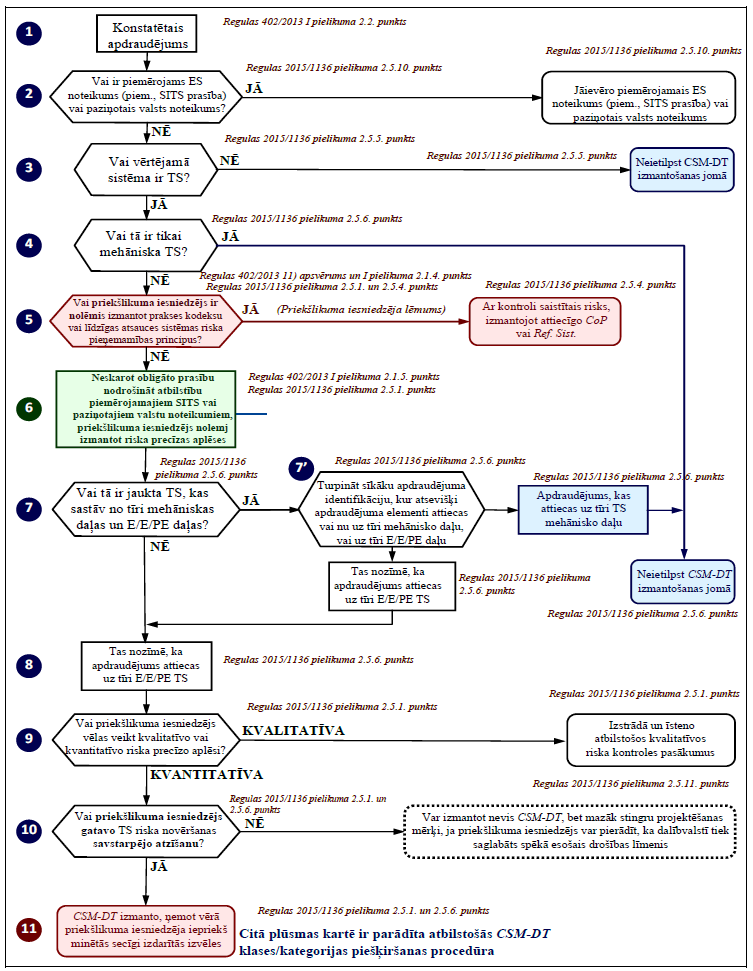 1
Konstatētais
apdraudējums
Regulas 402/2013 I pielikuma 2.2. punkts
2
Vai ir piemērojams ES
noteikums (piem., SITS prasība)
vai paziņotais valsts noteikums?
Regulas 2015/1136 pielikuma 2.5.10. punkts
JĀ
Regulas 2015/1136 pielikuma 2.5.10. punkts
Jāievēro piemērojamais ES
noteikums (piem., SITS prasība) vai
paziņotais valsts noteikums
NĒ
3
Vai vērtējamā
sistēma ir TS?
Regulas 2015/1136 pielikuma 2.5.5. punkts
NĒ
Regulas 2015/1136 pielikuma 2.5.5. punkts
Neietilpst CSM-DT
izmantošanas jomā
JĀ
4
Vai tā ir tikai
mehāniska TS?
Regulas 2015/1136 pielikuma 2.5.6. punkts
JĀ
NĒ
Regulas 402/2013 11) apsvērums un I pielikuma 2.1.4. punkts
Regulas 2015/1136 pielikuma 2.5.1. un 2.5.4. punkts
5
Vai priekšlikuma iesniedzējs ir
nolēmis izmantot prakses kodeksu
vai līdzīgas atsauces sistēmas riska
pieņemamības principus?
JĀ
(Priekšlikuma iesniedzēja lēmums)
Regulas 2015/1136 pielikuma 2.5.4. punkts
Ar kontroli saistītais risks,
izmantojot attiecīgo CoP
vai Ref. Sist.
NĒ
6
Neskarot obligāto prasību
nodrošināt atbilstību
piemērojamajiem SITS vai
paziņotajiem valstu noteikumiem,
priekšlikuma iesniedzējs nolemj
izmantot riska precīzas aplēses
Regulas 402/2013 I pielikuma 2.1.5. punkts
Regulas 2015/1136 pielikuma 2.5.1. punkts
Regulas 2015/1136
pielikuma 2.5.6. punkts
7
Vai tā ir jaukta TS, kas
sastāv no tīri mehāniskas
daļas un E/E/PE daļas?
JĀ
7’
Regulas 2015/1136 pielikuma 2.5.6. punkts
Turpināt sīkāku apdraudējuma
identifikāciju, kur atsevišķi
apdraudējuma elementi attiecas
vai nu uz tīri mehānisko daļu,
vai uz tīri E/E/PE daļu
Regulas 2015/1136 pielikuma 2.5.6. punkts
Apdraudējums, kas
attiecas uz tīri TS
mehānisko daļu
NĒ
Tas nozīmē, ka
apdraudējums attiecas
uz tīri E/E/PE TS
Regulas 2015/1136 pielikuma
2.5.6. punkts
Neietilpst CSM-DT
izmantošanas jomā
Regulas 2015/1136 pielikuma 2.5.6. punkts
8
Tas nozīmē, ka
apdraudējums attiecas
uz tīri E/E/PE TS
Regulas 2015/1136 pielikuma 2.5.6. punkts
9
Vai priekšlikuma iesniedzējs
vēlas veikt kvalitatīvo vai
kvantitatīvo riska precīzo aplēsi?
Regulas 2015/1136 pielikuma 2.5.1. punkts
KVALITATĪVA
Regulas 2015/1136 pielikuma 2.5.1. punkts
Izstrādā un īsteno
atbilstošos kvalitatīvos
riska kontroles pasākumus
KVANTITATĪVA
10
Vai priekšlikuma iesniedzējs
gatavo TS riska novēršanas
savstarpējo atzīšanu?
Regulas 2015/1136 pielikuma 2.5.1. un
2.5.6. punkts
NĒ
Regulas 2015/1136 pielikuma 2.5.11. punkts
Var izmantot nevis CSM-DT, bet mazāk stingru projektēšanas
mērķi, ja priekšlikuma iesniedzējs var pierādīt, ka dalībvalstī tiek
saglabāts spēkā esošais drošības līmenis
JĀ
11
CSM-DT izmanto, ņemot vērā
priekšlikuma iesniedzēja iepriekš
minētās secīgi izdarītās izvēles
Regulas 2015/1136 pielikuma 2.5.1. un 2.5.6. punkts
Citā plūsmas kartē ir parādīta atbilstošās CSM-DT
klases/kategorijas piešķiršanas procedūra